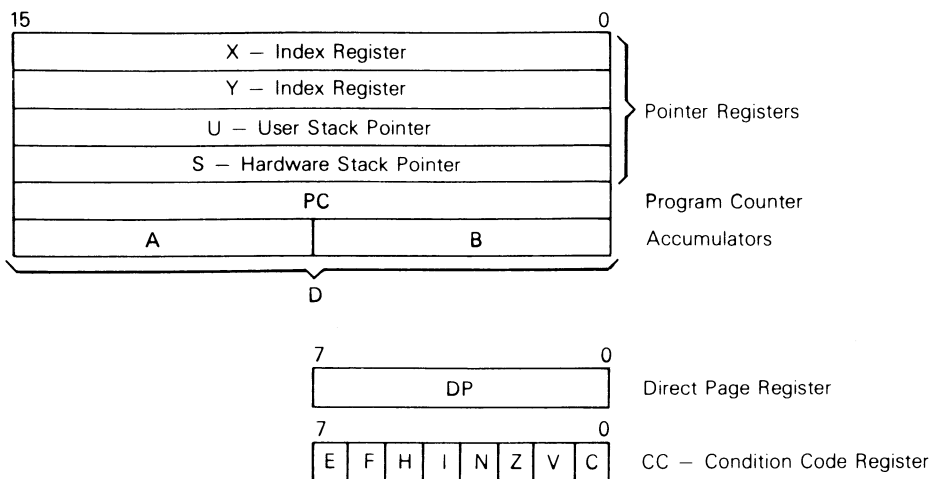 15 0
X – Index Register
Y – Index Register
U – User Stack Pointer
S – Hardware Stack Pointer
Pointer Registers
PC Program Counter
A B Accumulators
D
7 0
DP Direct Page Register
7 0
E F H I N Z V C CC – Condition Code Register